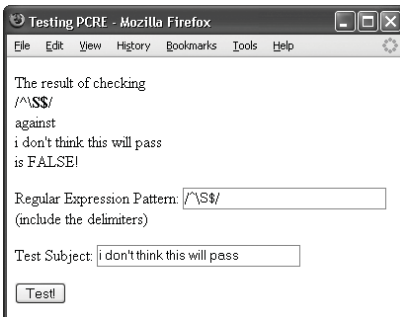 Testing PCRE - Mozilla Firefox
File Edit View History Bookmarks Tools Help
The result of checking
/^\S$/
against
i don't think this will pass
is FALSE!
Regular Expression Pattern: /^\S$/
(include the delimiters)
Test Subject: i don't think this will pass
Test!